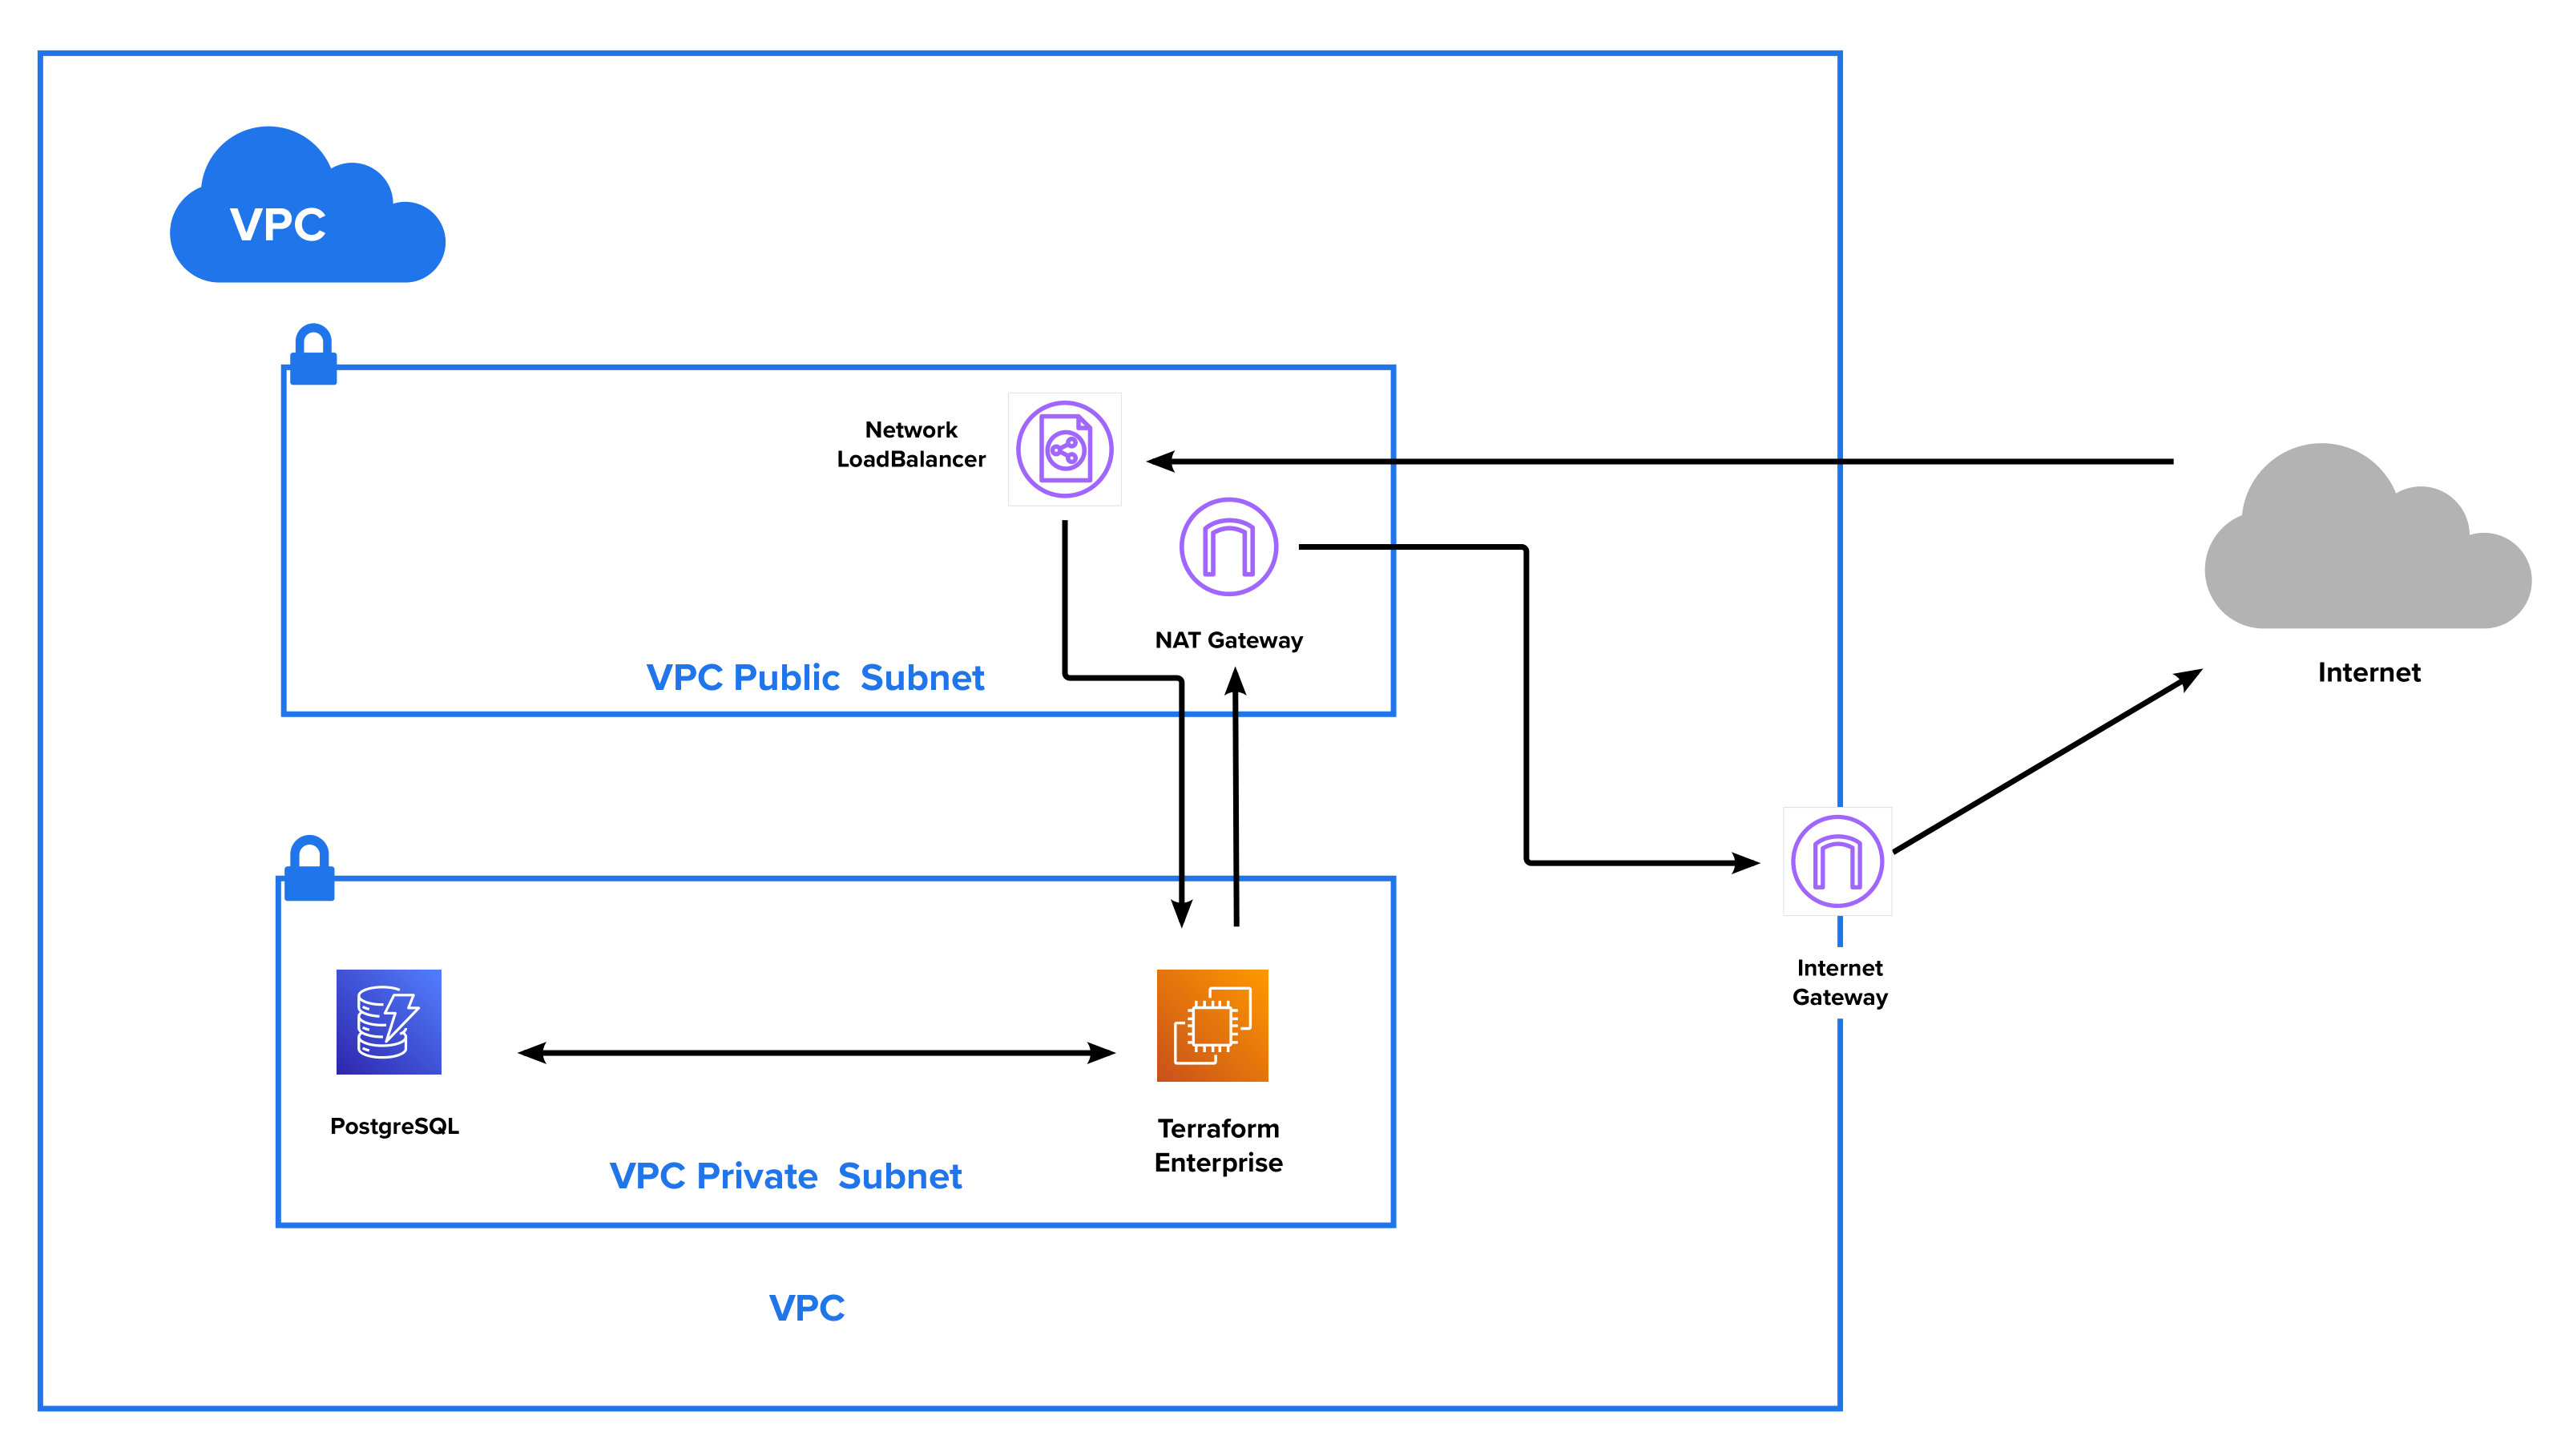 VPC
Network
LoadBalancer
NAT Gateway
VPC Public Subnet
Internet
Internet
Gateway
PostgreSQL
Terraform
Enterprise
VPC Private Subnet
VPC